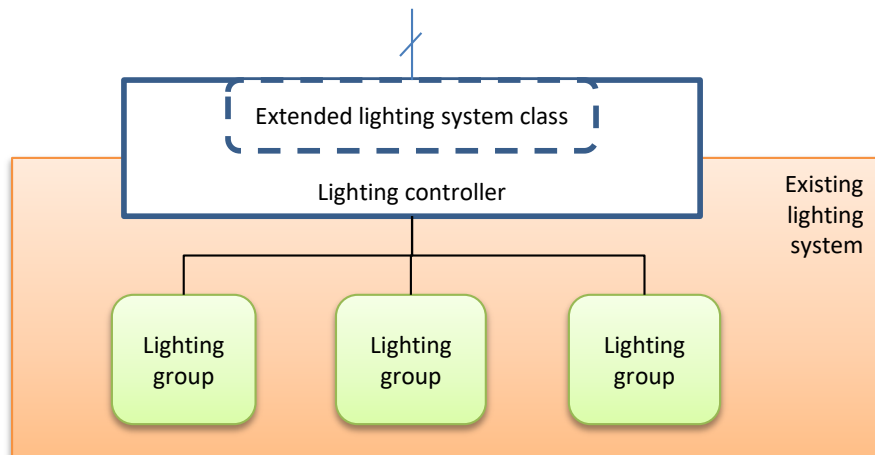 Extended lighting system class
Lighting controller
Existing
lighting
system
Lighting
group
Lighting
group
Lighting
group